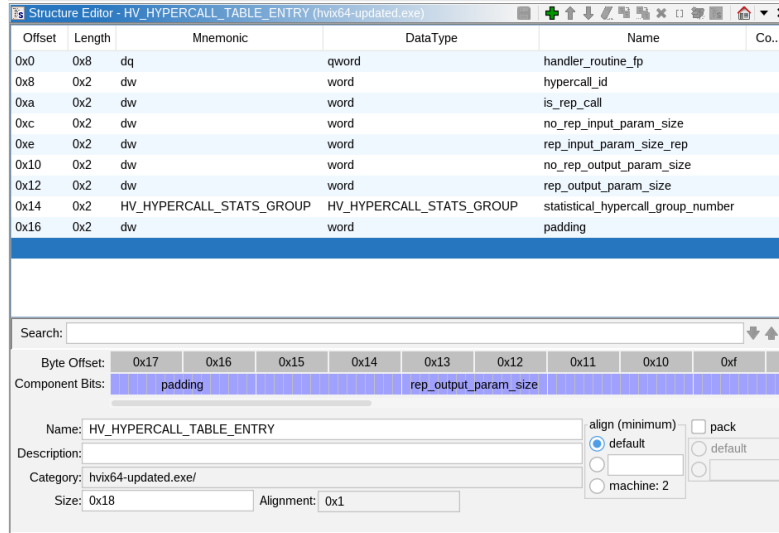 Structure Editor - HV_HYPERCALL_TABLE_ENTRY (hvix64-updated.exe)
Offset Length Mnemonic DataType Name Co..
0x0 0x8 dq qword handler_routine_fp
0x8 0x2 dw word hypercall_id
0xa 0x2 dw word is_rep_call
0xc 0x2 dw word no_rep_input_param_size
0xe 0x2 dw word rep_input_param_size_rep
0x10 0x2 dw word no_rep_output_param_size
0x12 0x2 dw word rep_output_param_size
0x14 0x2 HV_HYPERCALL_STATS_GROUP HV_HYPERCALL_STATS_GROUP statistical_hypercall_group_number
0x16 0x2 dw word padding
Search:
Byte Offset: 0x17 0x16 0x15 0x14 0x13 0x12 0x11 0x10 0xf
Component Bits: padding rep_output_param_size
Name: HV_HYPERCALL_TABLE_ENTRY align (minimum) pack
Description: default default
Category: hvix64-updated.exe/
machine: 2
Size: 0x18 Alignment: 0x1